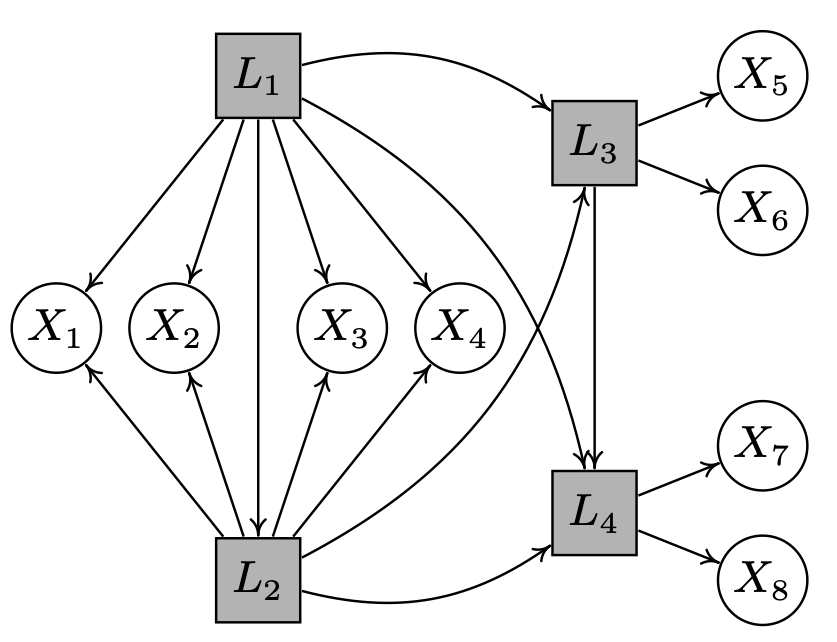 L₁
X₅
L₃
X₆
X₁
X₂
X₃
X₄
X₇
L₄
X₈
L₂